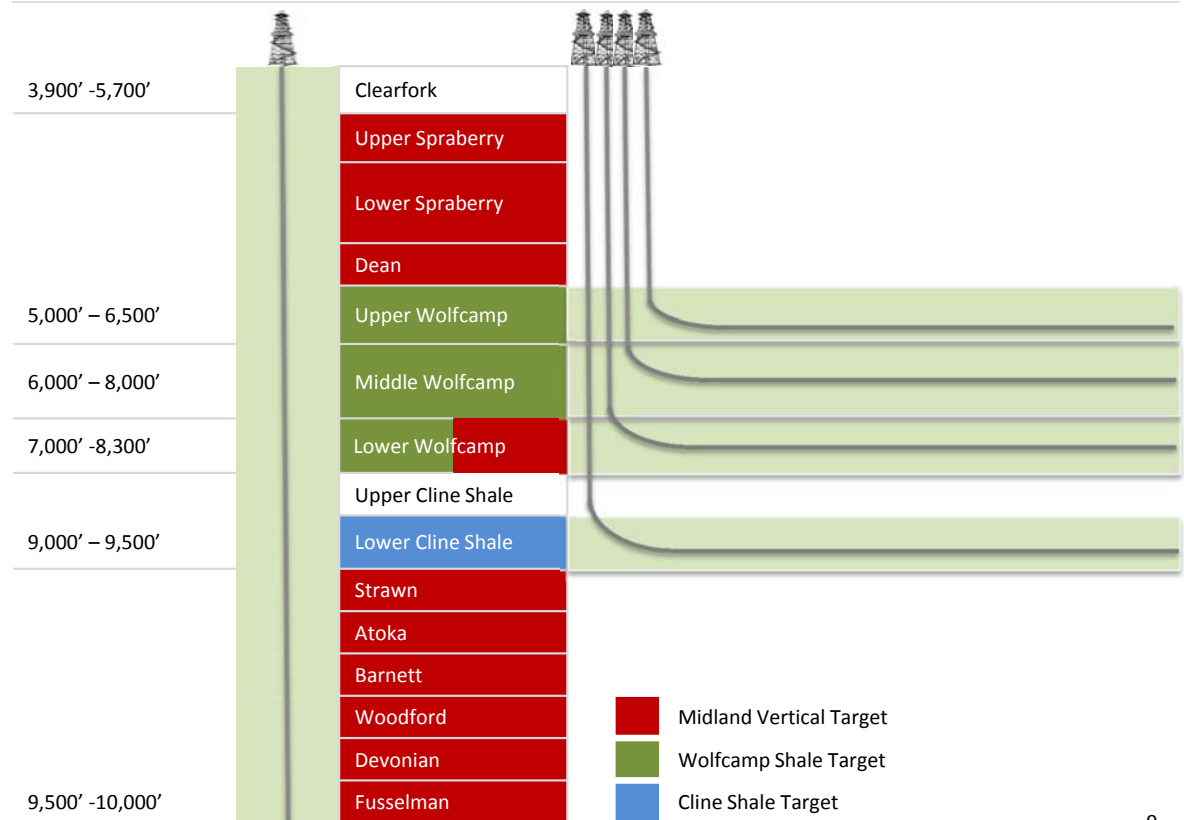 3,900’ -5,700’ Clearfork
Upper Spraberry
Lower Spraberry
Dean
5,000’ – 6,500’ Upper Wolfcamp
6,000’ – 8,000’ Middle Wolfcamp
7,000’ -8,300’ Lower Wolfcamp
Upper Cline Shale
9,000’ – 9,500’ Lower Cline Shale
Strawn
Atoka
Barnett
Woodford
Devonian
9,500’ -10,000’ Fusselman
Midland Vertical Target
Wolfcamp Shale Target
Cline Shale Target